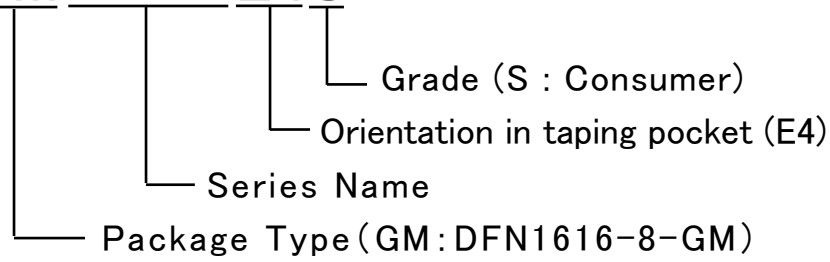 Grade (S : Consumer)
Orientation in taping pocket (E4)
Series Name
Package Type(GM:DFN1616-8-GM)